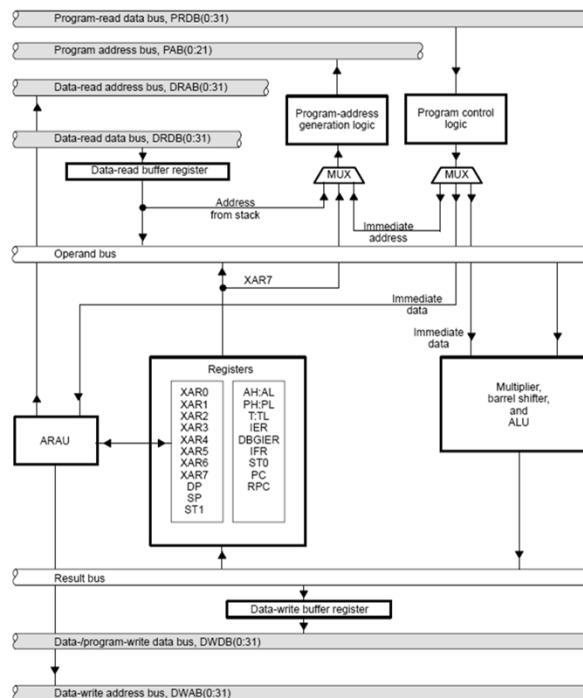 Program-read data bus, PRDB(0:31)
Program address bus, PAB(0:21)
Data-read address bus, DRAB(0:31)
Program-address
generation logic
Program control
logic
Data-read data bus, DRDB(0:31)
Data-read buffer register
MUX
MUX
Address
from stack
Immediate
address
Operand bus
XAR7
Immediate
data
Immediate
data
Registers
XAR0
XAR1
XAR2
XAR3
XAR4
XAR5
XAR6
XAR7
DP
SP
ST1
AH:AL
PH:PL
T:TL
IER
DBGIER
IFR
ST0
PC
RPC
Multiplier,
barrel shifter,
and
ALU
ARAU
Result bus
Data-write buffer register
Data-/program-write data bus, DWDB(0:31)
Data-write address bus, DWAB(0:31)